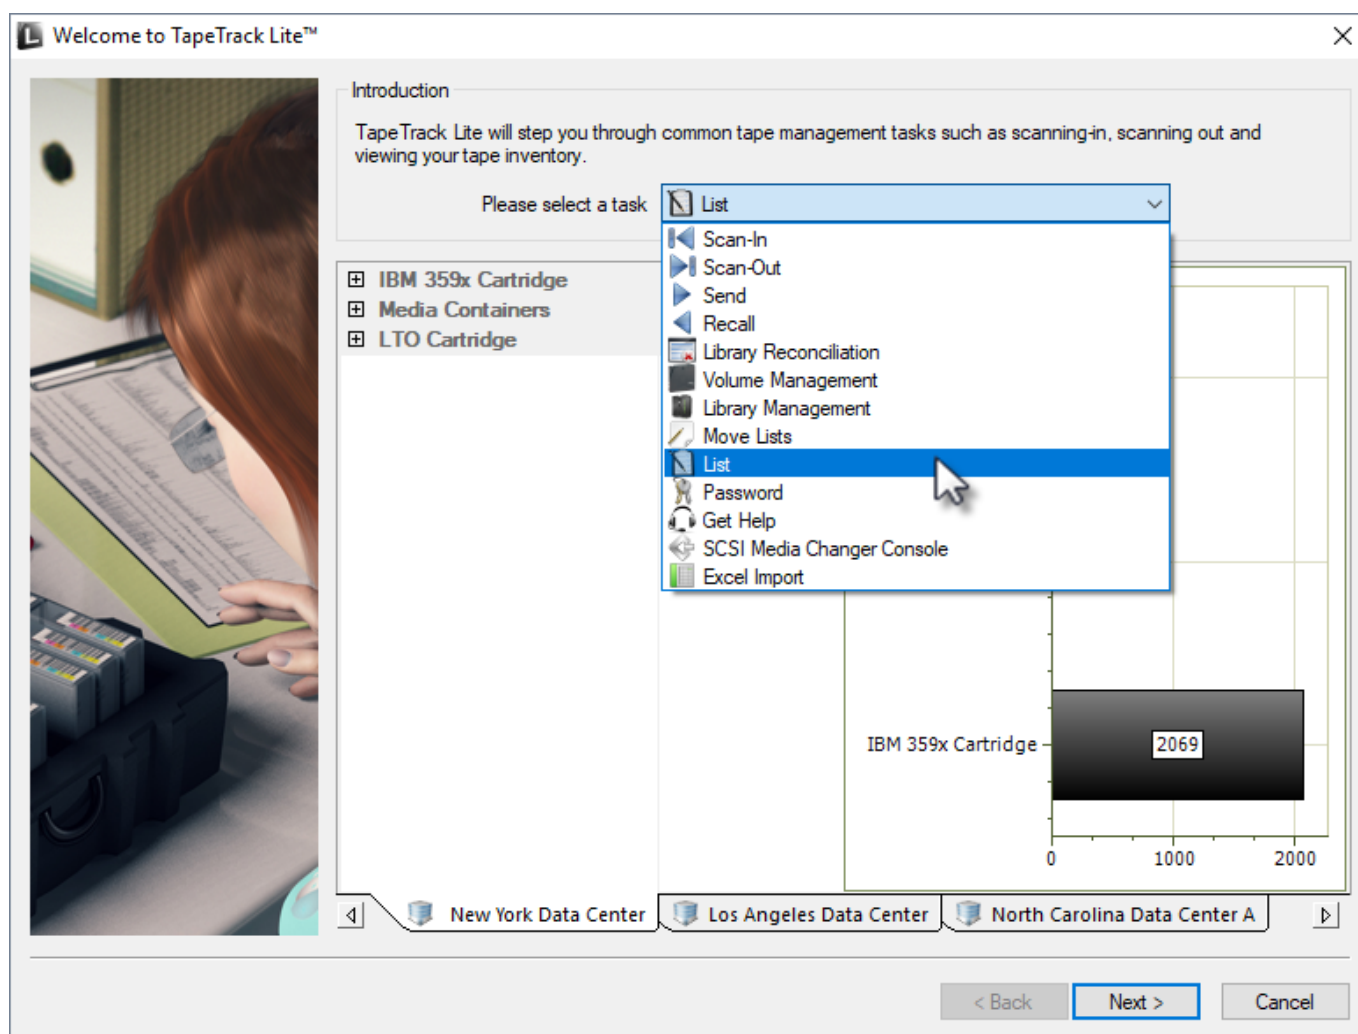 Welcome to TapeTrack Lite™
Introduction
TapeTrack Lite will step you through common tape management tasks such as scanning-in, scanning out and
viewing your tape inventory.
Please select a task
List
Scan-In
Scan-Out
Send
Recall
Library Reconciliation
Volume Management
Library Management
Move Lists
List
Password
Get Help
SCSI Media Changer Console
Excel Import
IBM 359x Cartridge
Media Containers
LTO Cartridge
IBM 359x Cartridge
2069
0 1000 2000
New York Data Center
Los Angeles Data Center
North Carolina Data Center A
< Back
Next >
Cancel